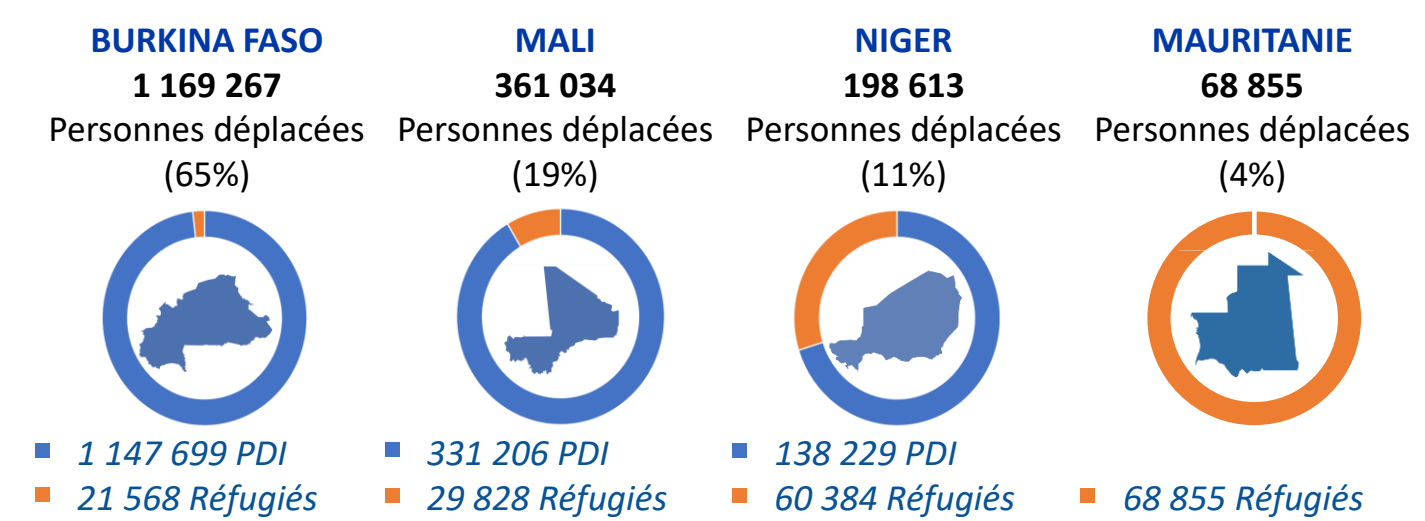 BURKINA FASO
1 169 267
Personnes déplacées
(65%)
1 147 699 PDI
21 568 Réfugiés
MALI
361 034
Personnes déplacées
(19%)
331 206 PDI
29 828 Réfugiés
NIGER
198 613
Personnes déplacées
(11%)
138 229 PDI
60 384 Réfugiés
MAURITANIE
68 855
Personnes déplacées
(4%)
68 855 Réfugiés